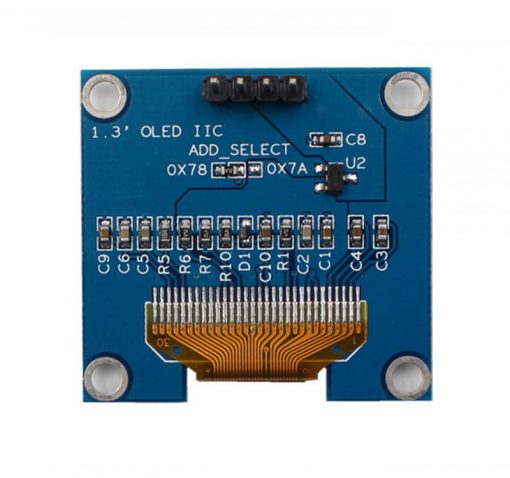 1.3' OLED IIC
C8
ADD_SELECT
U2
0X78 0X7A
C9 C6 C5 R5 R6 R7 R10 D1 C10 R1 C2 C1 C4 C3
30 1